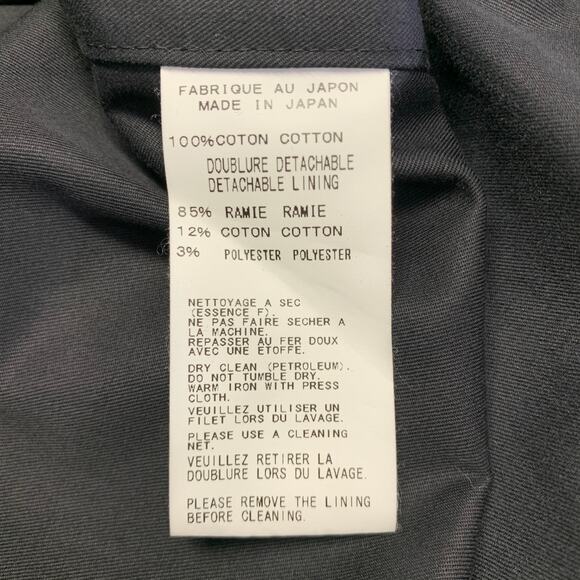 FABRIQUE AU JAPON
MADE IN JAPAN
100%COTON COTTON
DOUBLURE DETACHABLE
DETACHABLE LINING
85% RAMIE RAMIE
12% COTON COTTON
3% POLYESTER POLYESTER
NETTOYAGE A SEC
(ESSENCE F).
NE PAS FAIRE SECHER A
LA MACHINE.
REPASSER AU FER DOUX
AVEC UNE ETOFFE.
DRY CLEAN (PETROLEUM).
DO NOT TUMBLE DRY.
WARM IRON WITH PRESS
CLOTH.
VEUILLEZ UTILISER UN
FILET LORS DU LAVAGE.
PLEASE USE A CLEANING
NET.
VEUILLEZ RETIRER LA
DOUBLURE LORS DU LAVAGE.
PLEASE REMOVE THE LINING
BEFORE CLEANING.